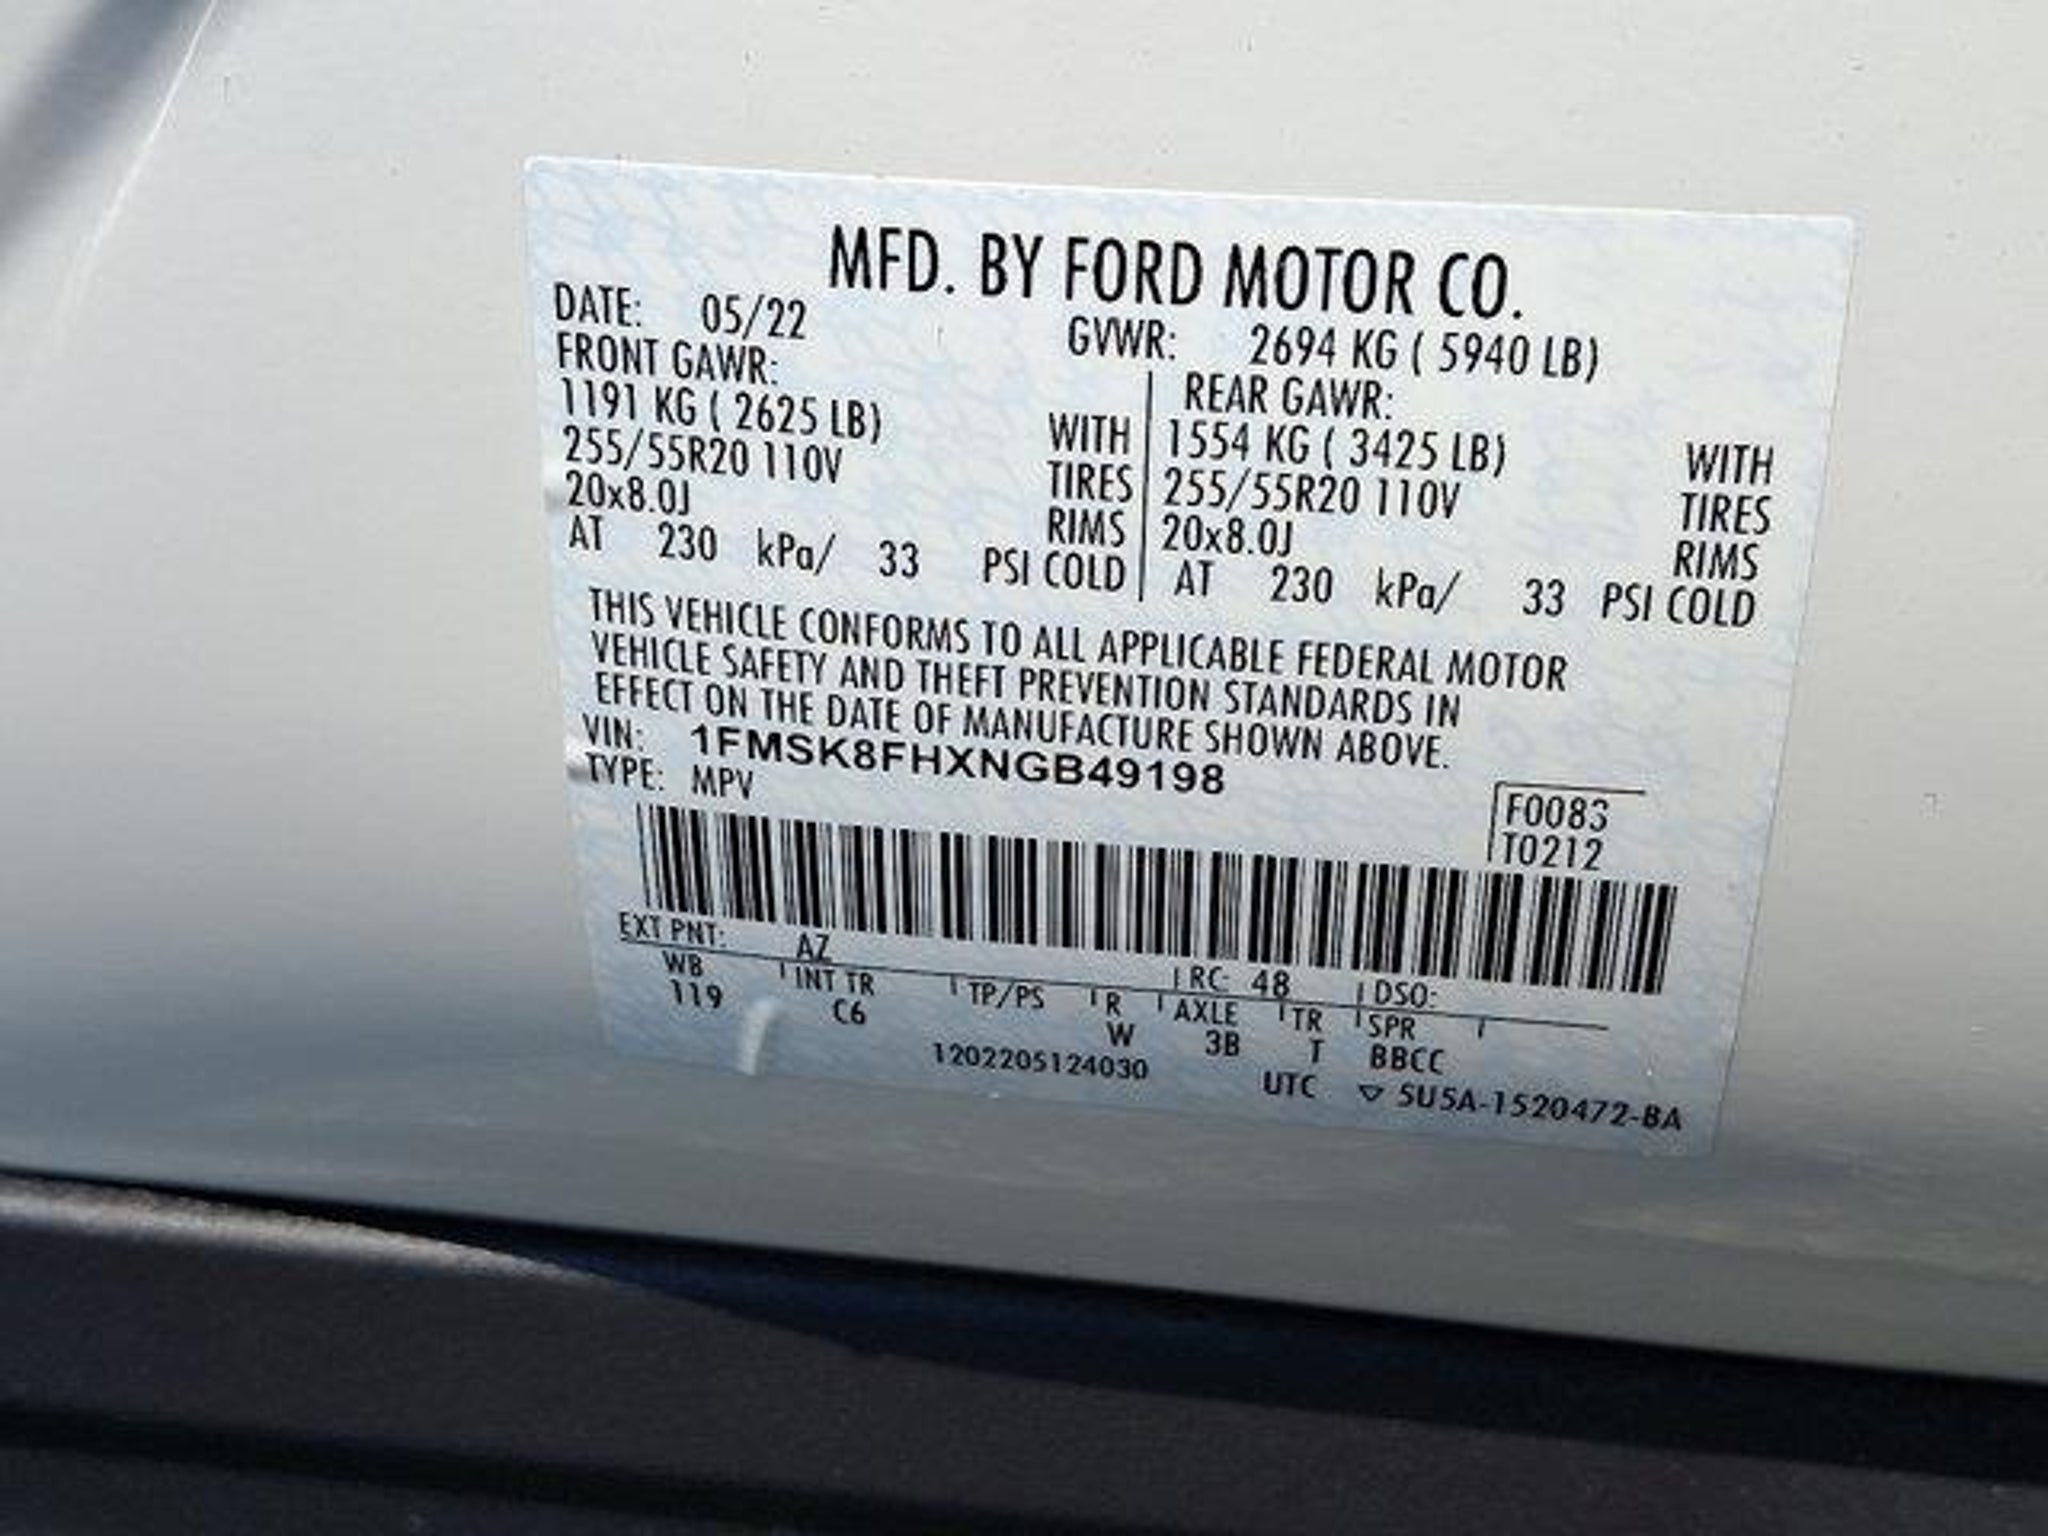 MFD. BY FORD MOTOR CO.
DATE: 05/22 GVWR: 2694 KG ( 5940 LB)
FRONT GAWR: REAR GAWR:
1191 KG ( 2625 LB) WITH 1554 KG ( 3425 LB) WITH
255/55R20 110V TIRES 255/55R20 110V TIRES
20x8.0J RIMS 20x8.0J RIMS
AT 230 kPa/ 33 PSI COLD AT 230 kPa/ 33 PSI COLD
THIS VEHICLE CONFORMS TO ALL APPLICABLE FEDERAL MOTOR
VEHICLE SAFETY AND THEFT PREVENTION STANDARDS IN
EFFECT ON THE DATE OF MANUFACTURE SHOWN ABOVE.
VIN: 1FMSK8FHXNGB49198
TYPE: MPV
F0083
T0212
EXT PNT: AZ RC: 48 DSO:
WB INT TR TP/PS R AXLE TR SPR
119 C6 W 3B T BBCC
1202205124030 UTC ▽ 5U5A-1520472-BA